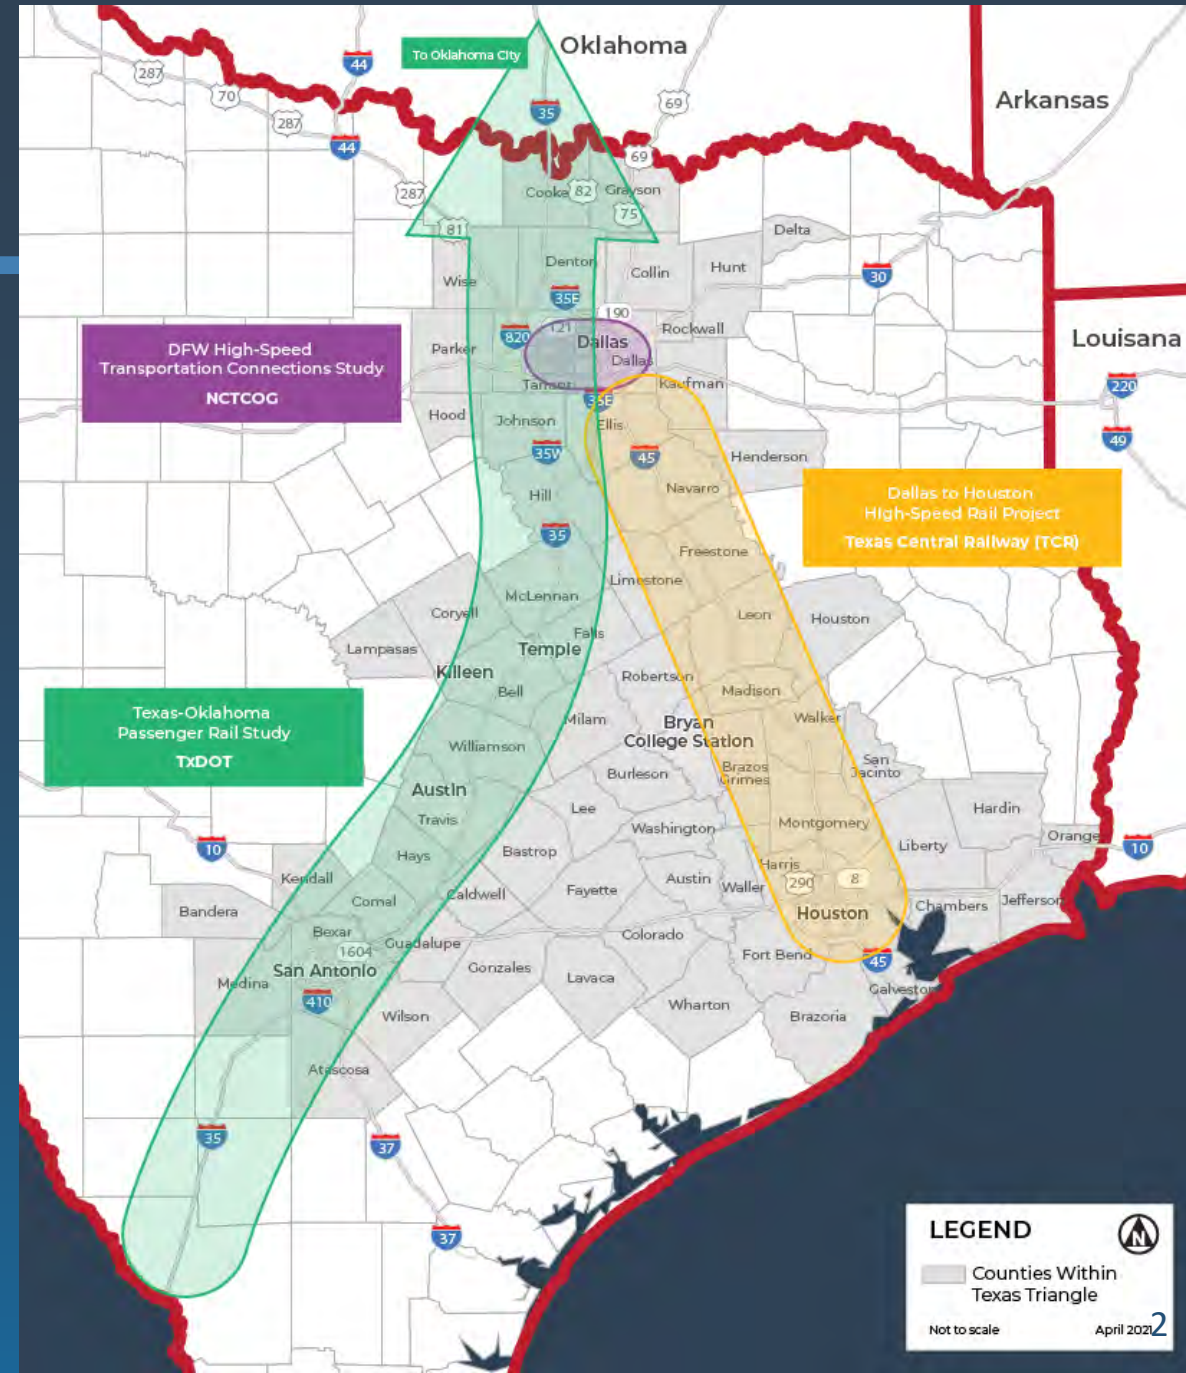 Oklahoma
To Oklahoma City
44
287
70
69
35
Arkansas
287
44
69
287
Cooke
82
Grayson
75
81
Delta
Denton
Collin
Hunt
30
Wise
35E
190
121
Rockwall
820
Dallas
Louisiana
Parker
Dallas
DFW High-Speed
Transportation Connections Study
NCTCOG
Tarrant
Kaufman
220
35E
Hood
Johnson
Ellis
49
35W
45
Henderson
Navarro
Hill
Dallas to Houston
High-Speed Rail Project
Texas Central Railway (TCR)
35
Freestone
Limestone
McLennan
Coryell
Leon
Houston
Falls
Lampasas
Temple
Killeen
Robertson
Bell
Madison
Texas-Oklahoma
Passenger Rail Study
TxDOT
Milam
Bryan
College Station
Walker
Williamson
San
Jacinto
Burleson
Brazos
Grimes
Austin
Lee
Hardin
Travis
Washington
Montgomery
Orange
10
Liberty
10
Hays
Bastrop
Harris
Kendall
Austin
Waller
290
8
Caldwell
Fayette
Comal
Chambers
Jefferson
Bandera
Houston
Bexar
Guadalupe
Colorado
1604
Fort Bend
45
San Antonio
Gonzales
Medina
Lavaca
Galveston
410
Wharton
Wilson
Brazoria
Atascosa
35
37
37
LEGEND
N
Counties Within
Texas Triangle
Not to scale
April 2021
2